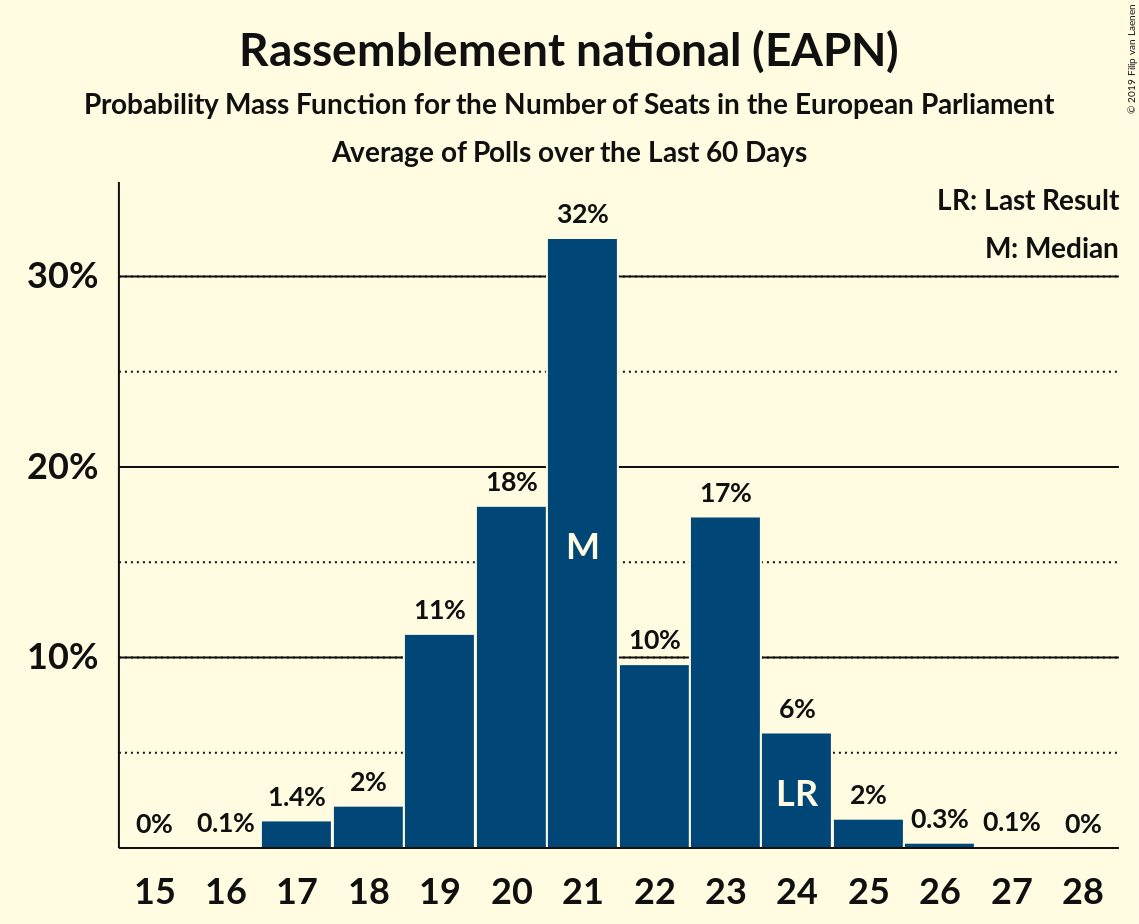 Rassemblement national (EAPN)
Probability Mass Function for the Number of Seats in the European Parliament
Average of Polls over the Last 60 Days
© 2019 Filip van Laenen
LR: Last Result
M: Median
30%
20%
10%
0%
0.1%
1.4%
2%
11%
18%
32%
10%
17%
6%
2%
0.3%
0.1%
0%
M
LR
15 16 17 18 19 20 21 22 23 24 25 26 27 28